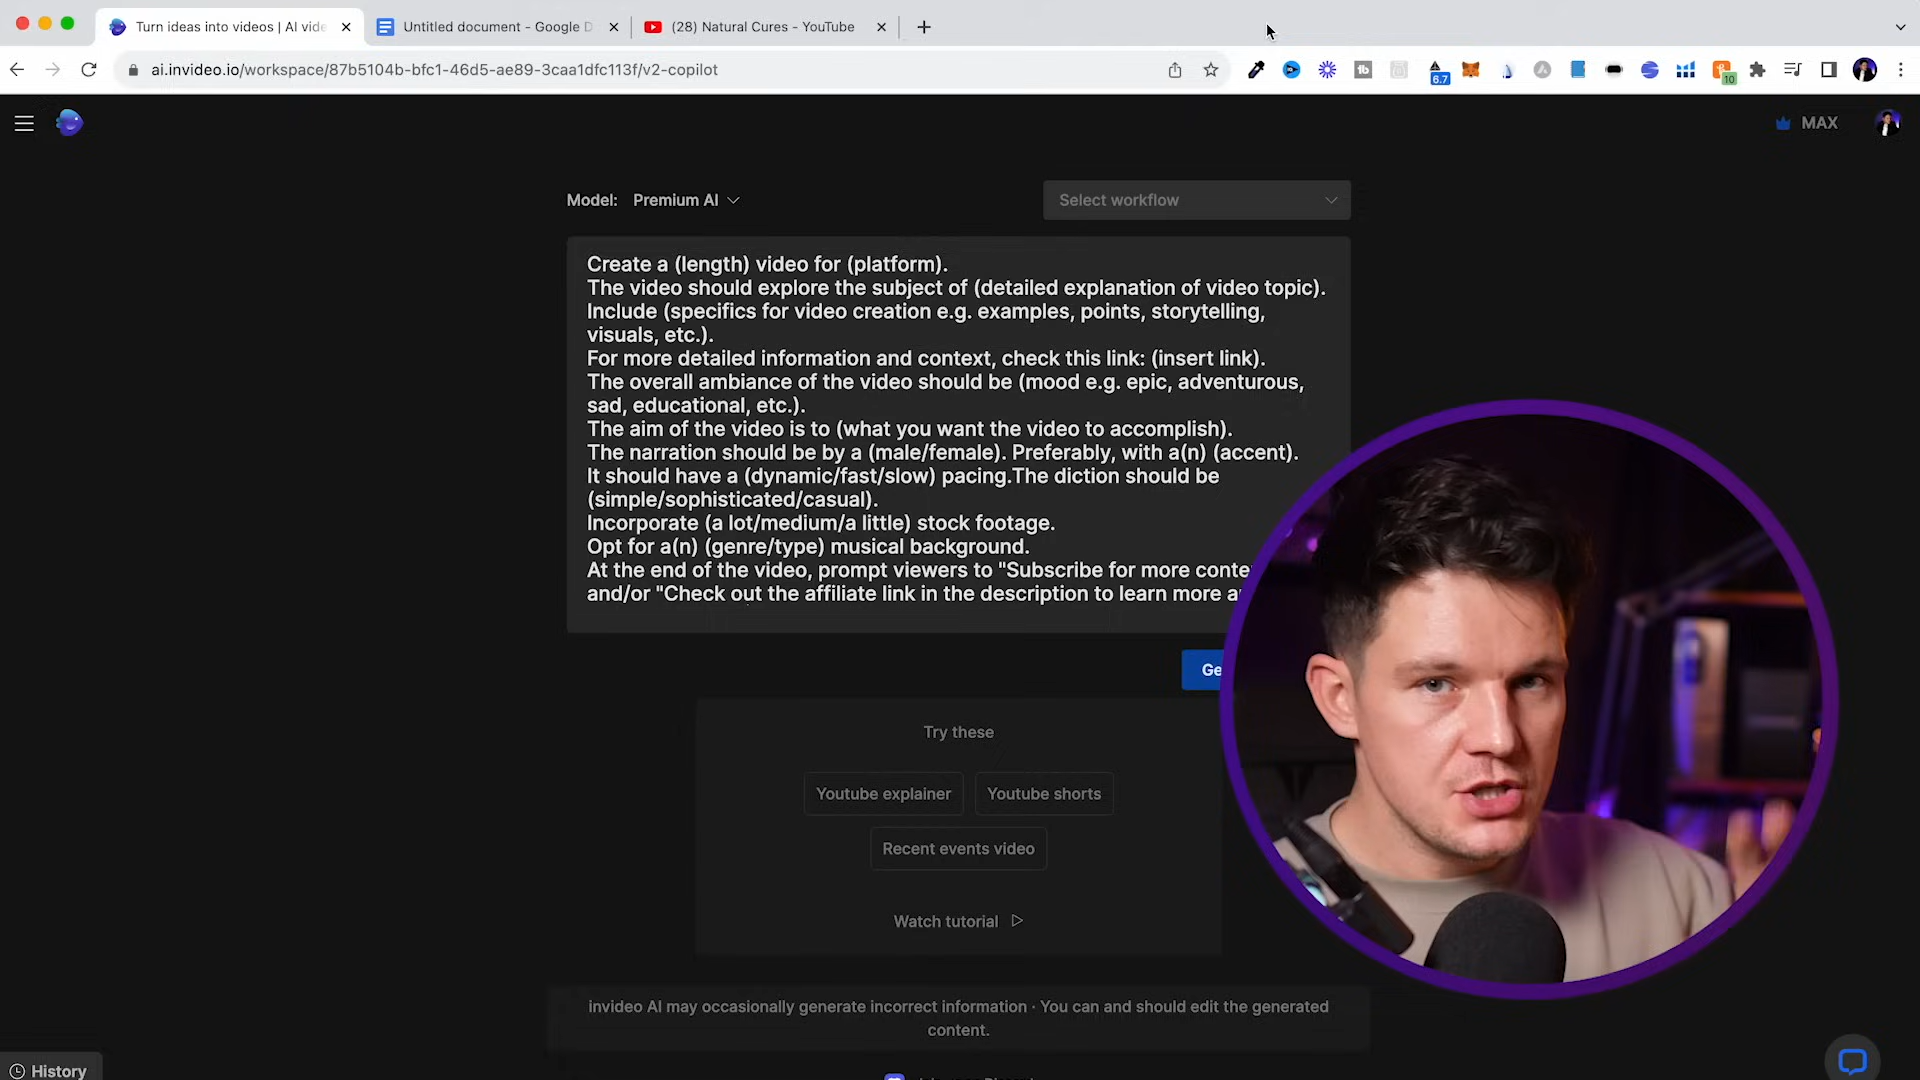 Turn ideas into videos | AI vide
Untitled document - Google D
(28) Natural Cures - YouTube
ai.invideo.io/workspace/87b5104b-bfc1-46d5-ae89-3caa1dfc113f/v2-copilot
6.7
10
MAX
Model: Premium AI
Select workflow
Create a (length) video for (platform).
The video should explore the subject of (detailed explanation of video topic).
Include (specifics for video creation e.g. examples, points, storytelling,
visuals, etc.).
For more detailed information and context, check this link: (insert link).
The overall ambiance of the video should be (mood e.g. epic, adventurous,
sad, educational, etc.).
The aim of the video is to (what you want the video to accomplish).
The narration should be by a (male/female). Preferably, with a(n) (accent).
It should have a (dynamic/fast/slow) pacing.The diction should be
(simple/sophisticated/casual).
Incorporate (a lot/medium/a little) stock footage.
Opt for a(n) (genre/type) musical background.
At the end of the video, prompt viewers to "Subscribe for more conte
and/or "Check out the affiliate link in the description to learn more a
Ge
Try these
Youtube explainer
Youtube shorts
Recent events video
Watch tutorial
invideo AI may occasionally generate incorrect information · You can and should edit the generated
content.
History